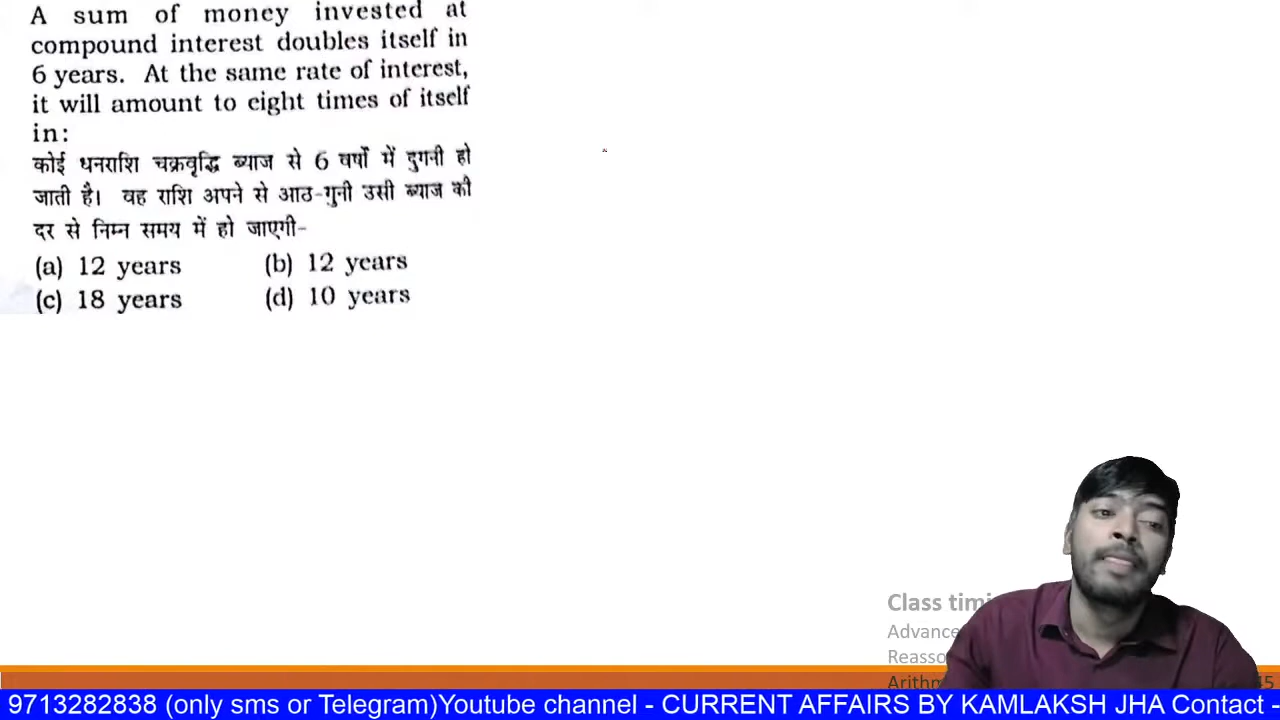 A sum of money invested at
compound interest doubles itself in
6 years. At the same rate of interest,
it will amount to eight times of itself
in:
कोई धनराशि चक्रवृद्धि ब्याज से 6 वर्षों में दुगनी हो
जाती है। वह राशि अपने से आठ-गुनी उसी ब्याज की
दर से निम्न समय में हो जाएगी-
(a) 12 years (b) 12 years
(c) 18 years (d) 10 years
Class
9713282838 (only sms or Telegram)Youtube channel - CURRENT AFFAIRS BY KAMLAKSH JHA Contact -